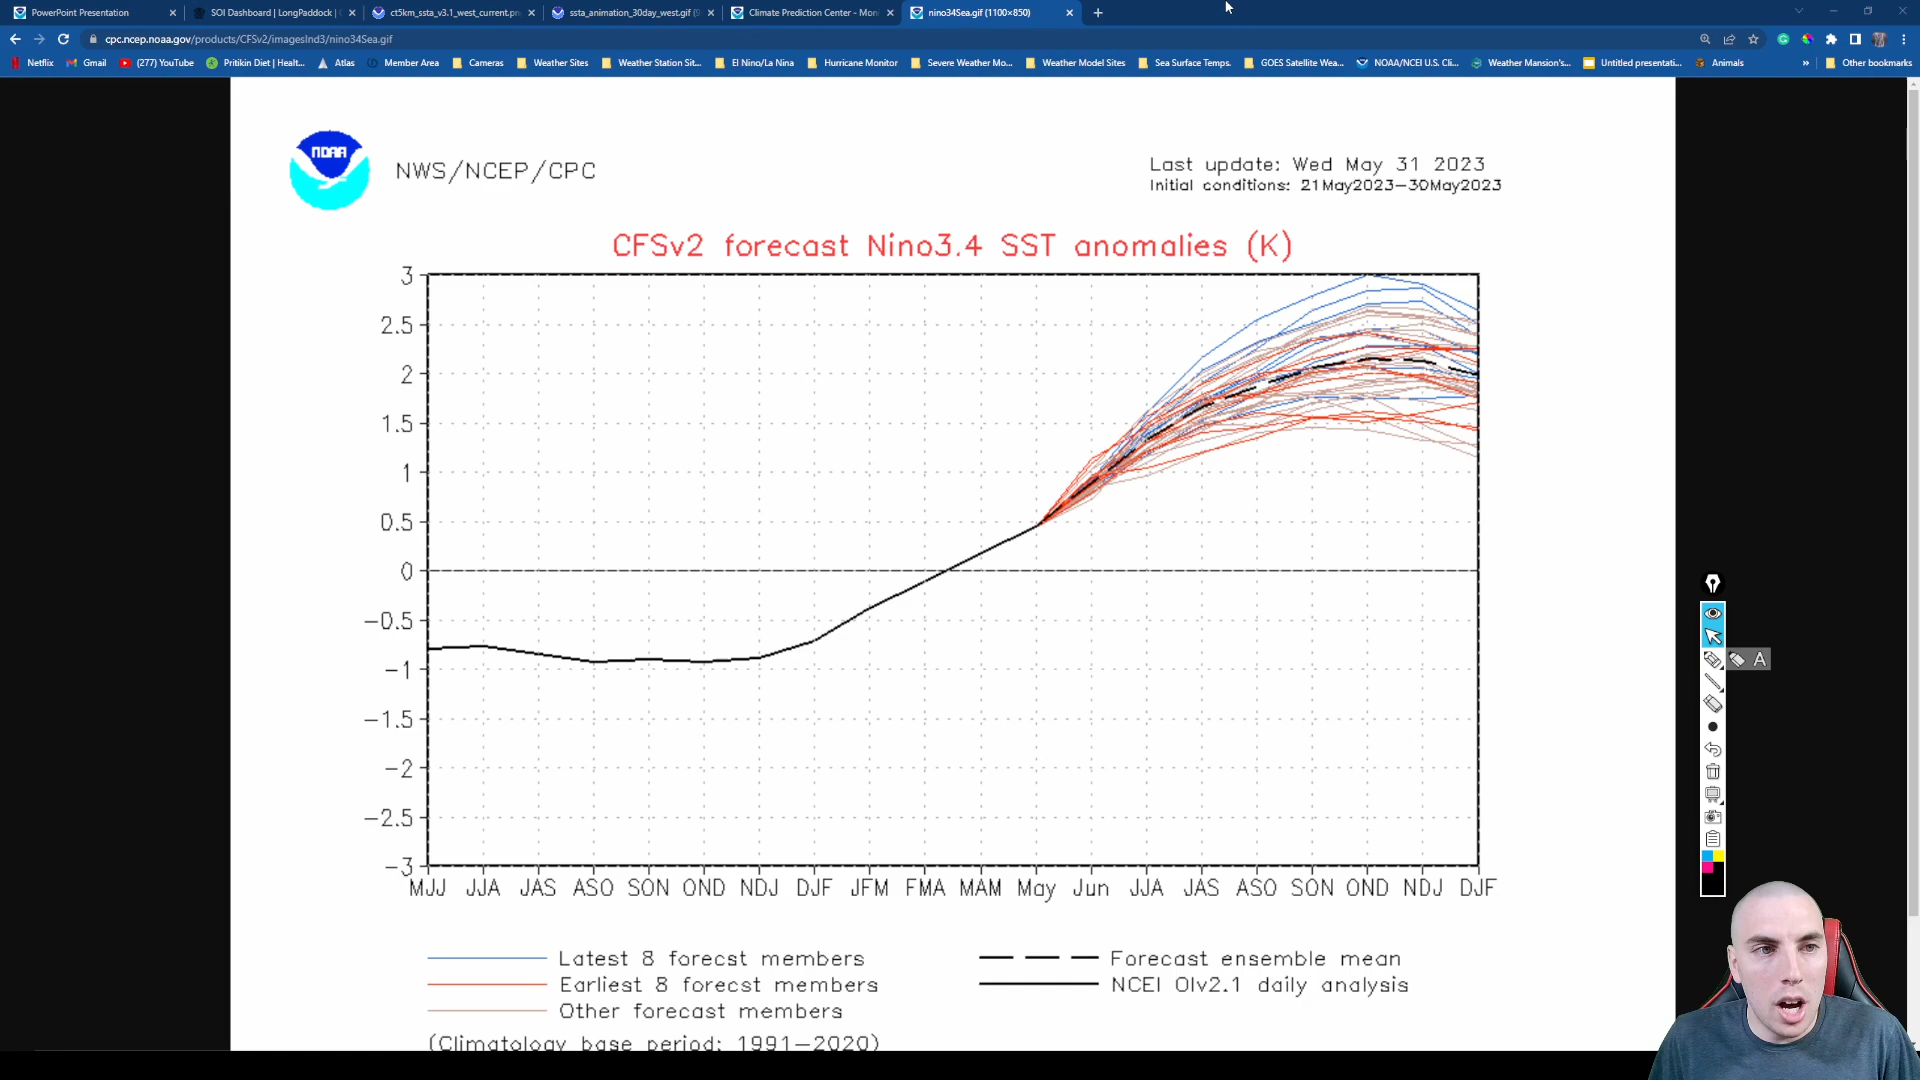 PowerPoint Presentation
SOI Dashboard | LongPaddock | 
ct5km_ssta_v3.1_west_current.pn
ssta_animation_30day_west.gif (9
Climate Prediction Center - Mon
nino34Sea.gif (1100×850)
cpc.ncep.noaa.gov/products/CFSv2/imagesInd3/nino34Sea.gif
Netflix
Gmail
(277) YouTube
Pritikin Diet | Healt...
Atlas
Member Area
Cameras
Weather Sites
Weather Station Sit...
El Nino/La Nina
Hurricane Monitor
Severe Weather Mo...
Weather Model Sites
Sea Surface Temps.
GOES Satellite Wea...
NOAA/NCEI U.S. Cli...
Weather Mansion's...
Untitled presentati...
Animals
»
Other bookmarks
NOAA
NWS/NCEP/CPC
Last update: Wed May 31 2023
Initial conditions: 21May2023−30May2023
CFSv2 forecast Nino3.4 SST anomalies (K)
3
2.5
2
1.5
1
0.5
0
−0.5
−1
−1.5
−2
−2.5
−3
MJJ JJA JAS ASO SON OND NDJ DJF JFM FMA MAM May Jun JJA JAS ASO SON OND NDJ DJF
Latest 8 forecst members
Earliest 8 forecst members
Other forecast members
Forecast ensemble mean
NCEI OIv2.1 daily analysis
(Climatology base period: 1991−2020)
A